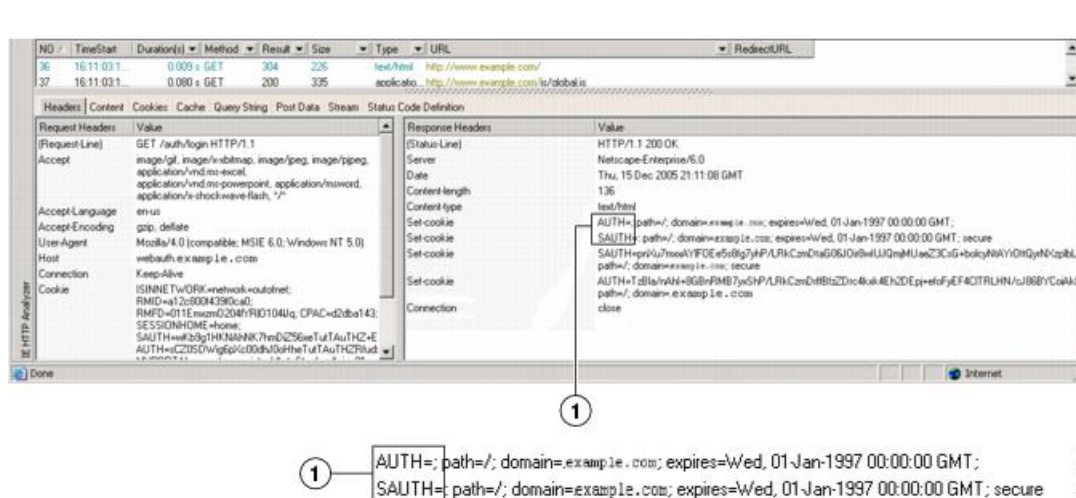 NO / TimeStart Duration(s) Method Result Size Type URL RedirectURL
36 16:11:03:1... 0.009 s GET 304 226 text/html http://www.example.com/
37 16:11:03:1... 0.080 s GET 200 335 applicatio...
Headers Content Cookies Cache Query String Post Data Stream Status Code Definition
Request Headers Value
(Request-Line) GET /auth/login HTTP/1.1
Accept image/gif, image/x-xbitmap, image/jpeg, image/pjpeg,
application/vnd.ms-excel,
application/vnd.ms-powerpoint, application/msword,
application/x-shockwave-flash, */*
Accept-Language en-us
Accept-Encoding gzip, deflate
User-Agent Mozilla/4.0 (compatible; MSIE 6.0; Windows NT 5.0)
Host webauth.example.com
Connection Keep-Alive
Cookie ISINNETWORK=network=outofnet;
SESSIONHOME=home;
Response Headers Value
(Status-Line) HTTP/1.1 200 OK
Server Netscape-Enterprise/6.0
Date Thu, 15 Dec 2005 21:11:08 GMT
Content-length 136
Content-type text/html
Set-cookie AUTH=; path=/; domain=example.com; expires=Wed, 01-Jan-1997 00:00:00 GMT;
Set-cookie SAUTH=; path=/; domain=example.com; expires=Wed, 01-Jan-1997 00:00:00 GMT; secure
Set-cookie
path=/; domain=example.com; secure
Set-cookie
path=/; domain=example.com
Connection close
IE HTTP Analyzer
Done Internet
1
1
AUTH=; path=/; domain=.example.com; expires=Wed, 01-Jan-1997 00:00:00 GMT;
SAUTH=; path=/; domain=example.com; expires=Wed, 01-Jan-1997 00:00:00 GMT; secure